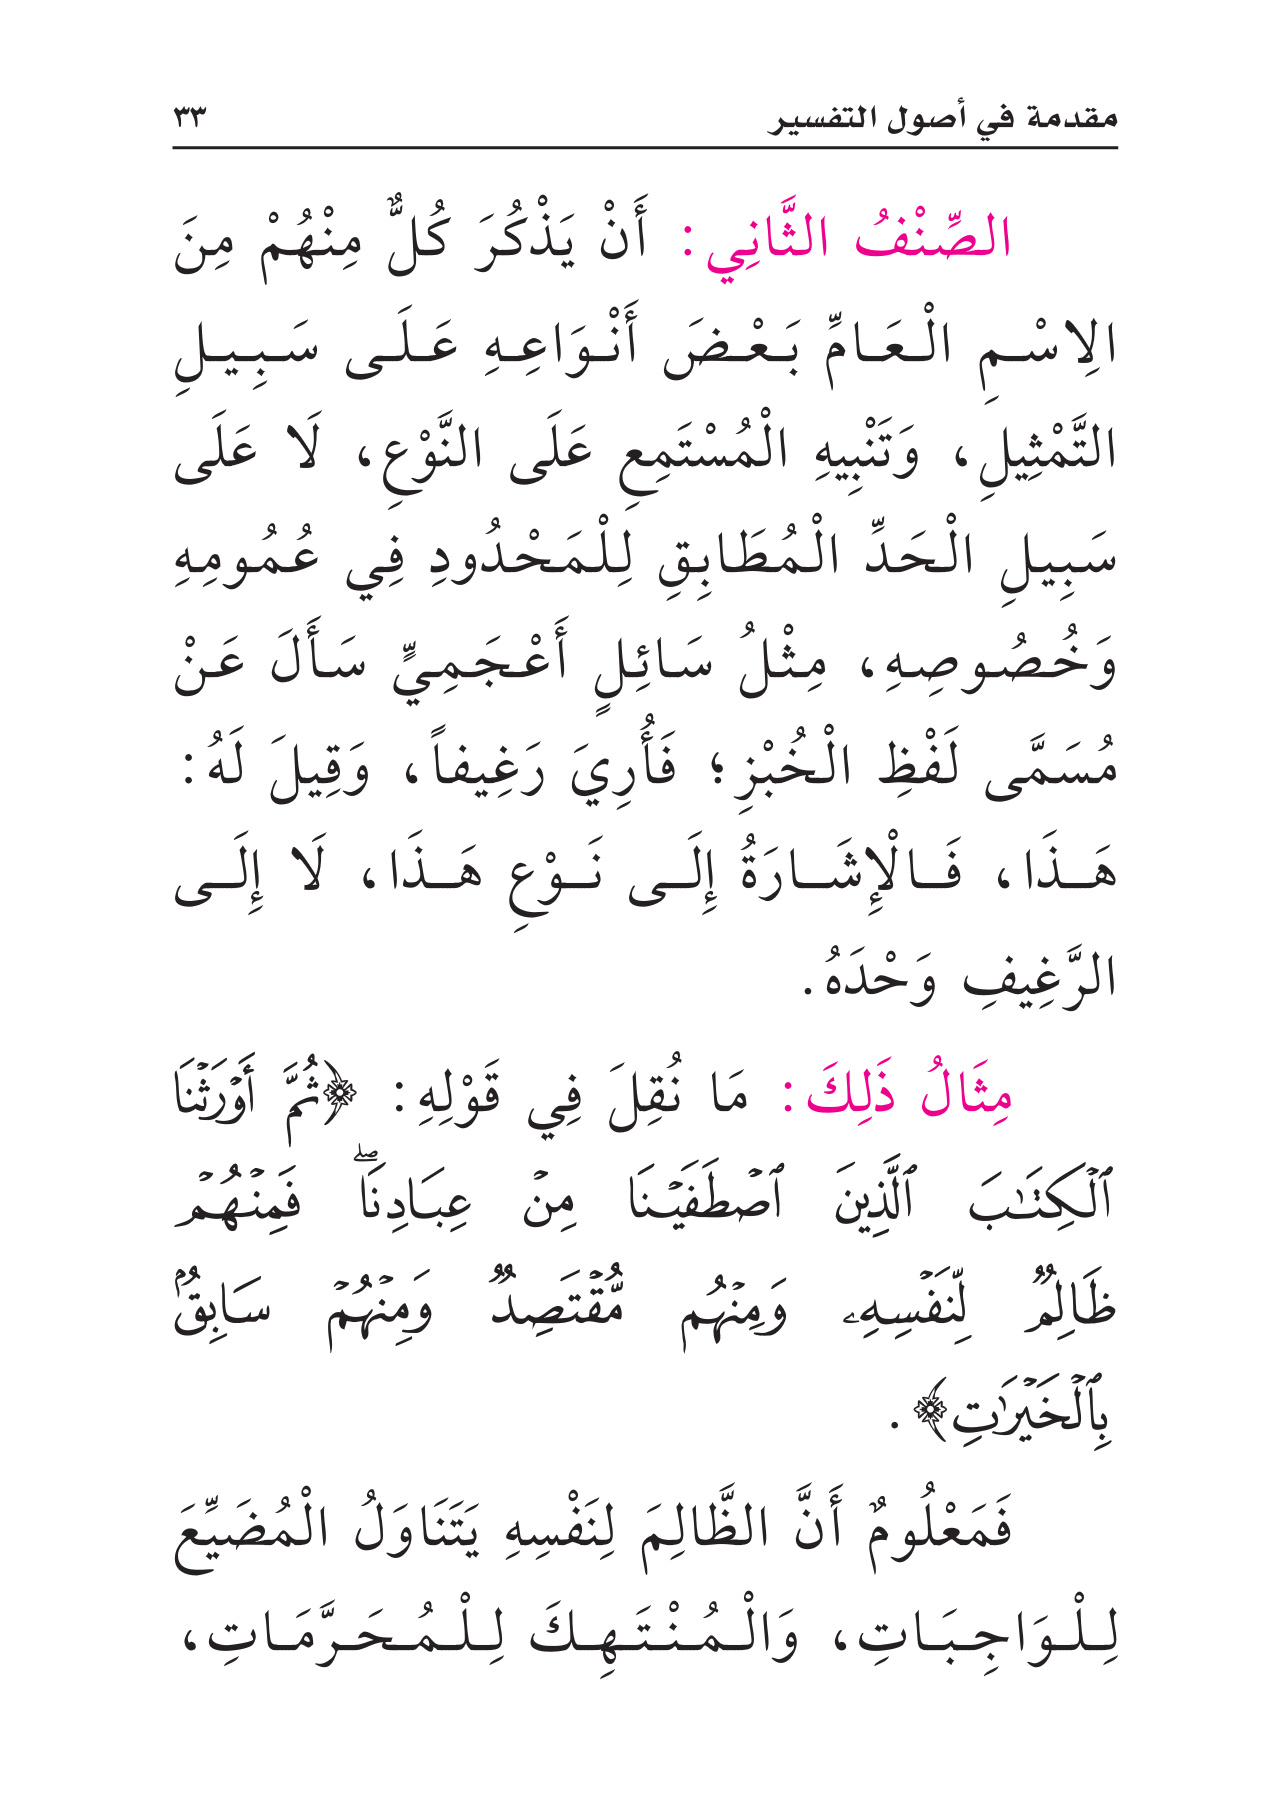 مقدمة في أصول التفسير ٣٣
الصِّنْفُ الثَّانِي: أَنْ يَذْكُرَ كُلٌّ مِنْهُمْ مِنَ
الِاسْمِ الْعَامِّ بَعْضَ أَنْوَاعِهِ عَلَى سَبِيلِ
التَّمْثِيلِ، وَتَنْبِيهِ الْمُسْتَمِعِ عَلَى النَّوْعِ، لَا عَلَى
سَبِيلِ الْحَدِّ الْمُطَابِقِ لِلْمَحْدُودِ فِي عُمُومِهِ
وَخُصُوصِهِ، مِثْلُ سَائِلٍ أَعْجَمِيٍّ سَأَلَ عَنْ
مُسَمَّى لَفْظِ الْخُبْزِ؛ فَأُرِيَ رَغِيفاً، وَقِيلَ لَهُ:
هَذَا، فَالْإِشَارَةُ إِلَى نَوْعِ هَذَا، لَا إِلَى
الرَّغِيفِ وَحْدَهُ.
مِثَالُ ذَلِكَ: مَا نُقِلَ فِي قَوْلِهِ: ﴿ثُمَّ أَوۡرَثۡنَا
ٱلۡكِتَٰبَ ٱلَّذِينَ ٱصۡطَفَيۡنَا مِنۡ عِبَادِنَاۖ فَمِنۡهُمۡ
ظَالِمٞ لِّنَفۡسِهِۦ وَمِنۡهُم مُّقۡتَصِدٞ وَمِنۡهُمۡ سَابِقُۢ
بِٱلۡخَيۡرَٰتِ﴾.
فَمَعْلُومٌ أَنَّ الظَّالِمَ لِنَفْسِهِ يَتَنَاوَلُ الْمُضَيِّعَ
لِلْوَاجِبَاتِ، وَالْمُنْتَهِكَ لِلْمُحَرَّمَاتِ،